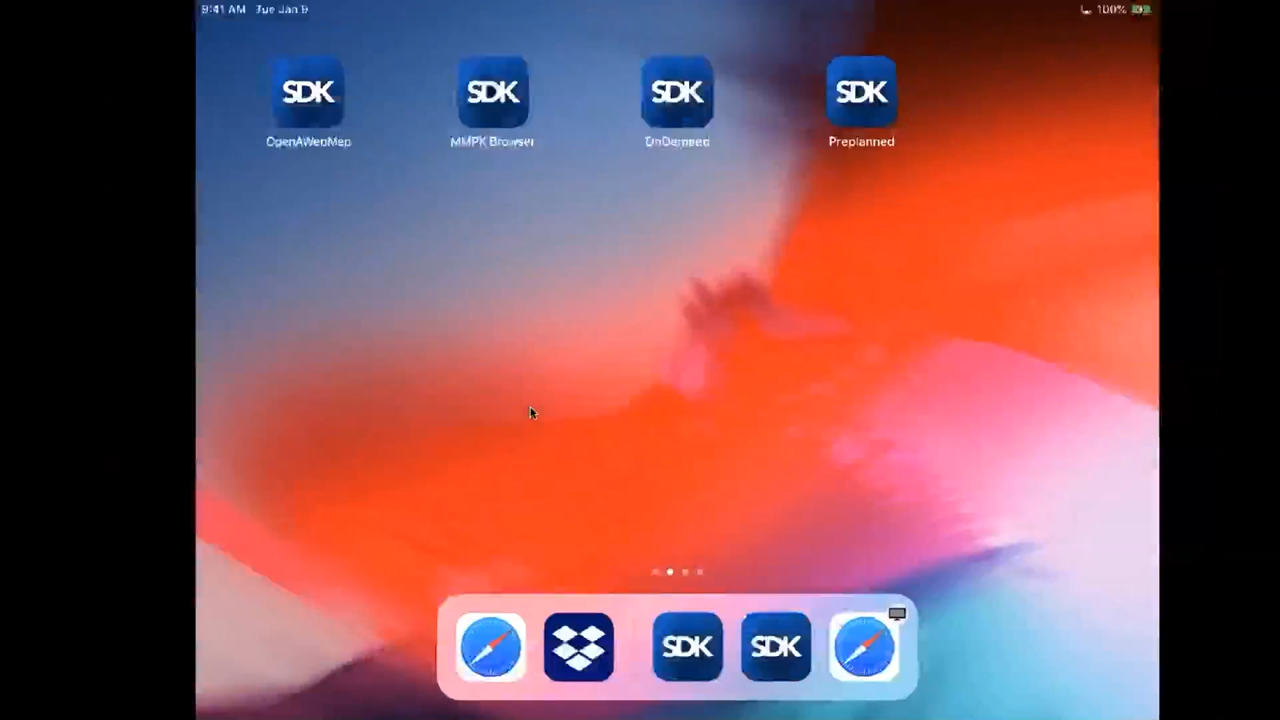 9:41 AM Tue Jan 9
100%
SDK SDK SDK SDK
OpenAWebMap MMPK Browser OnDemand Preplanned
SDK SDK